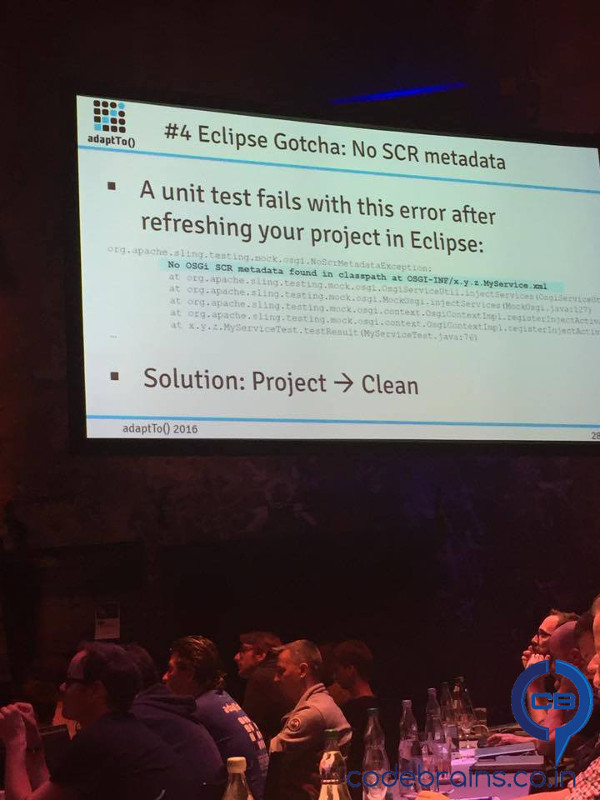 adaptTo()
#4 Eclipse Gotcha: No SCR metadata
▪ A unit test fails with this error after
refreshing your project in Eclipse:
org.apache.sling.testing.mock.osgi.NoScrMetadataException:
No OSGi SCR metadata found in classpath at OSGI-INF/x.y.z.MyService.xml
at org.apache.sling.testing.mock.osgi.OsgiServiceUtil.injectServices(OsgiServiceUt
at org.apache.sling.testing.mock.osgi.MockOsgi.injectServices(MockOsgi.java:127)
at org.apache.sling.testing.mock.osgi.context.OsgiContextImpl.registerInjectActiv
at org.apache.sling.testing.mock.osgi.context.OsgiContextImpl.registerInjectActiv
at x.y.z.MyServiceTest.testResult(MyServiceTest.java:76)
…
▪ Solution: Project → Clean
adaptTo() 2016
28
CB
codebrains.co.in